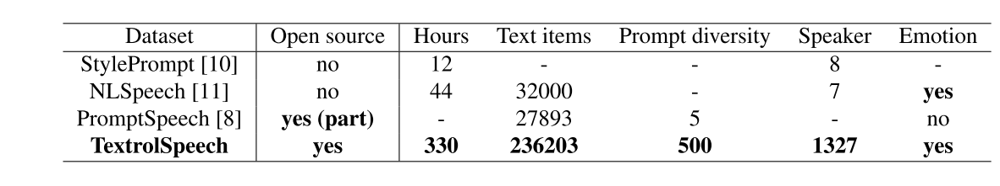 Dataset Open source Hours Text items Prompt diversity Speaker Emotion
StylePrompt [10] no 12 - - 8 -
NLSpeech [11] no 44 32000 - 7 yes
PromptSpeech [8] yes (part) - 27893 5 - no
TextrolSpeech yes 330 236203 500 1327 yes